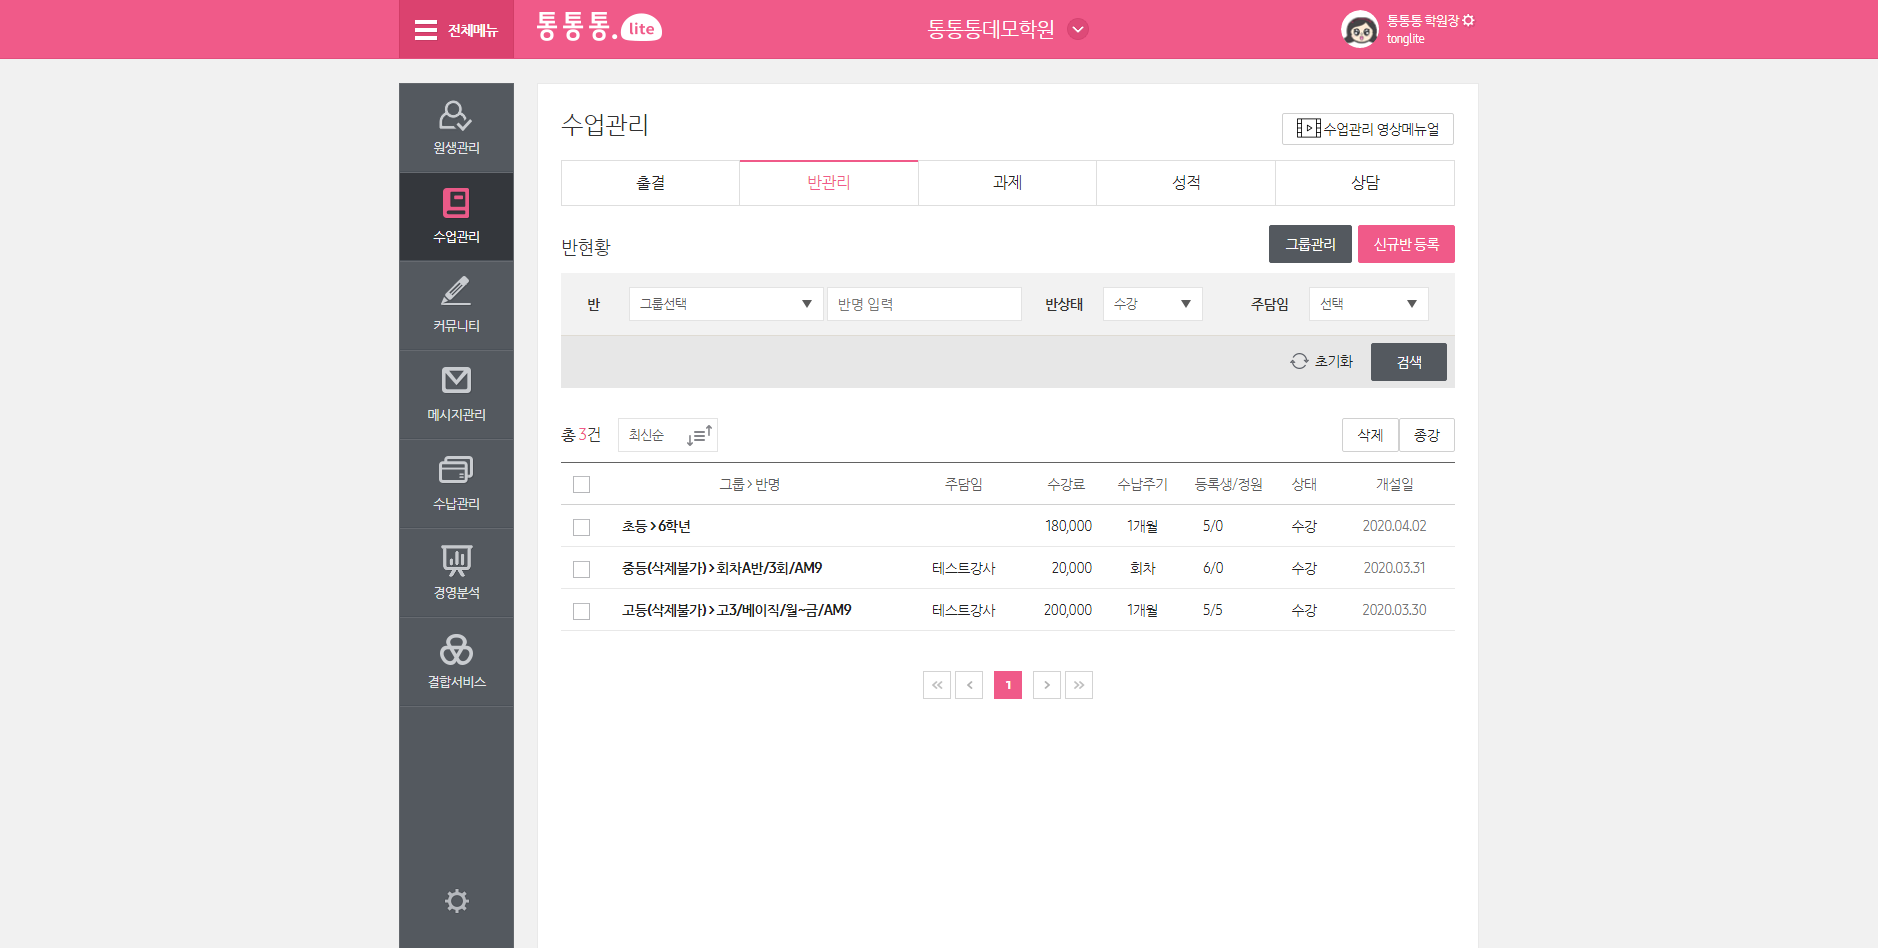 전체메뉴
통통통.lite
통통통데모학원
통통통 학원장
tonglite
원생관리
수업관리
커뮤니티
메시지관리
수납관리
경영분석
결합서비스
수업관리
수업관리 영상메뉴얼
출결 반관리 과제 성적 상담
반현황
그룹관리 신규반 등록
반 그룹선택 반명 입력 반상태 수강 주담임 선택
초기화 검색
총 3건 최신순 삭제 종강
그룹 > 반명 주담임 수강료 수납주기 등록생/정원 상태 개설일
초등 > 6학년 180,000 1개월 5/0 수강 2020.04.02
중등(삭제불가) > 회차A반/3회/AM9 테스트강사 20,000 회차 6/0 수강 2020.03.31
고등(삭제불가) > 고3/베이직/월~금/AM9 테스트강사 200,000 1개월 5/5 수강 2020.03.30
« < 1 > »